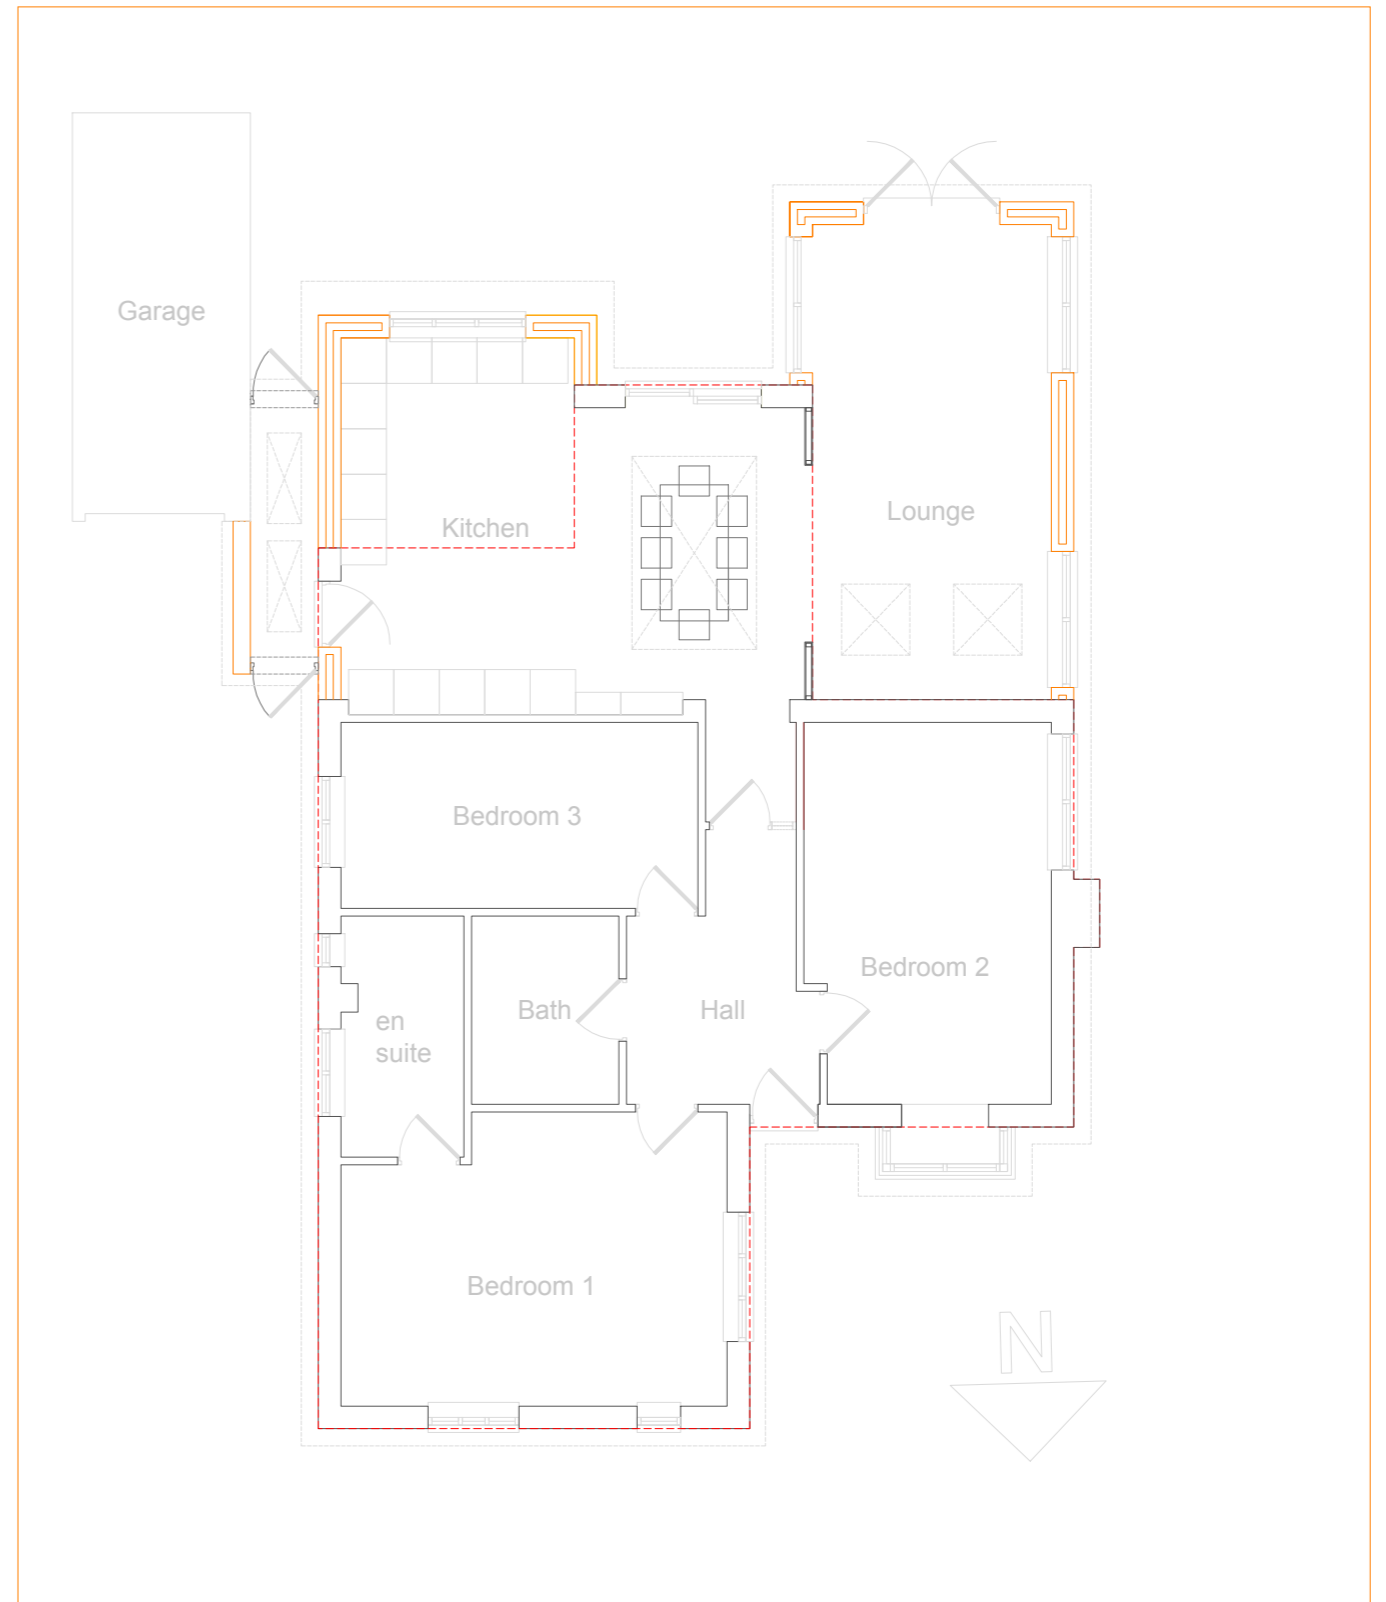 Garage
Kitchen
Lounge
Bedroom 3
Bedroom 2
Bath
Hall
en
suite
Bedroom 1
N